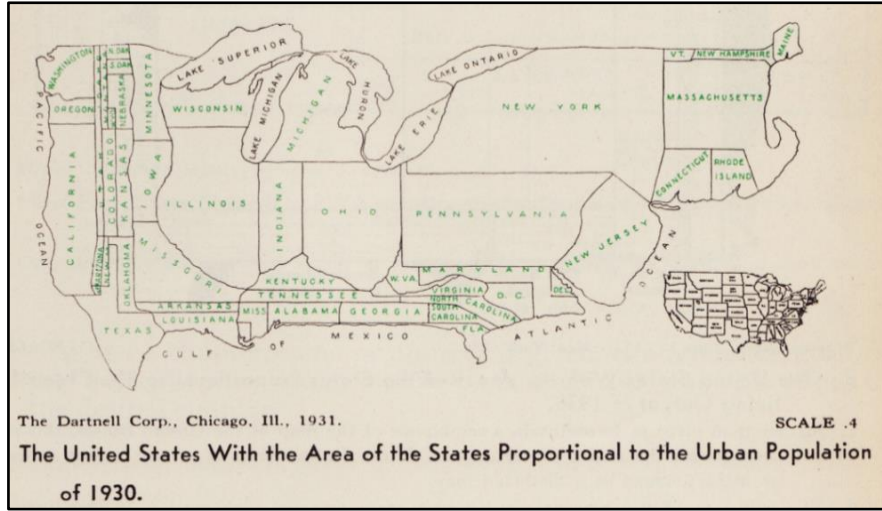 LAKE SUPERIOR
LAKE MICHIGAN
LAKE HURON
LAKE ERIE
LAKE ONTARIO
WASHINGTON
OREGON
CALIFORNIA
PACIFIC OCEAN
N. DAK
S. DAK
NEBRASKA
MINNESOTA
WISCONSIN
MICHIGAN
NEW YORK
VT.
NEW HAMPSHIRE
MAINE
MASSACHUSETTS
CONNECTICUT
RHODE ISLAND
UTAH
COLORADO
KANSAS
IOWA
ILLINOIS
INDIANA
OHIO
PENNSYLVANIA
NEW JERSEY
ARIZONA
OKLAHOMA
MISSOURI
KENTUCKY
W.VA.
MARYLAND
DEL.
D.C.
VIRGINIA
TENNESSEE
NORTH CAROLINA
SOUTH CAROLINA
ARKANSAS
LOUISIANA
MISS
ALABAMA
GEORGIA
FLA.
TEXAS
GULF OF MEXICO
ATLANTIC OCEAN
The Dartnell Corp., Chicago, Ill., 1931.
SCALE .4
The United States With the Area of the States Proportional to the Urban Population
of 1930.